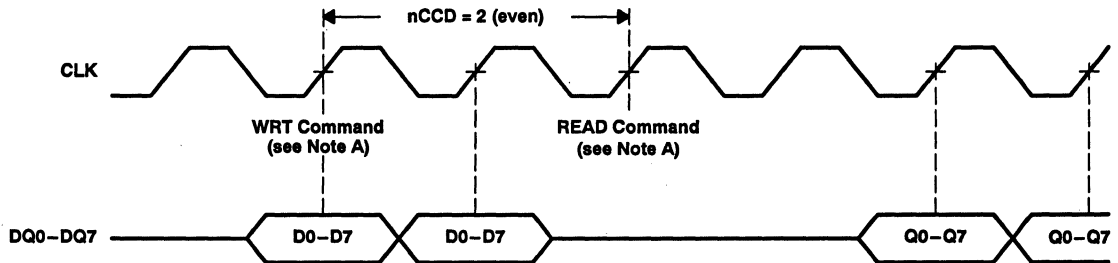 nCCD = 2 (even)
CLK
WRT Command
(see Note A)
READ Command
(see Note A)
DQ0–DQ7
D0–D7
D0–D7
Q0–Q7
Q0–Q7